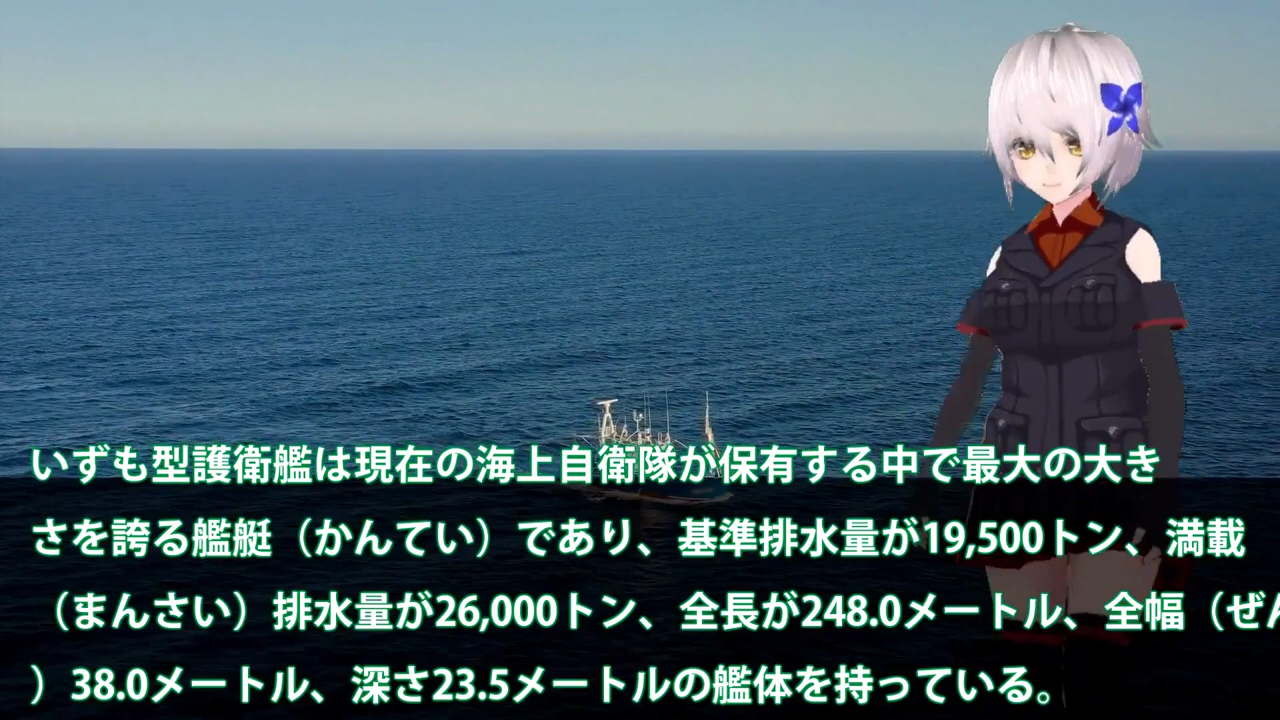 いずも型護衛艦は現在の海上自衛隊が保有する中で最大の大き
さを誇る艦艇（かんてい）であり、基準排水量が19,500トン、満載
（まんさい）排水量が26,000トン、全長が248.0メートル、全幅（ぜん
）38.0メートル、深さ23.5メートルの艦体を持っている。